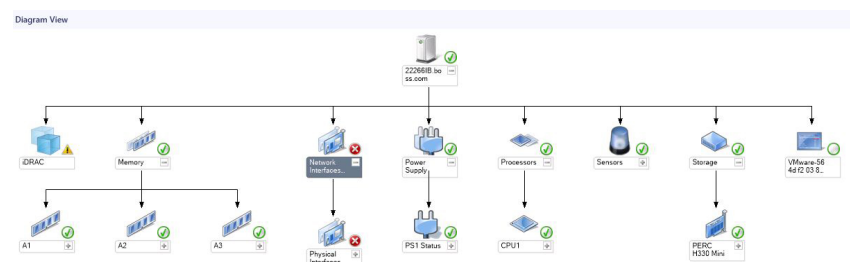 Diagram View
22266IB.bo
ss.com
iDRAC
Memory
Network
Interfaces...
Power
Supply
Processors
Sensors
Storage
VMware-56
4d f2 03 8...
A1
A2
A3
Physical
Interfaces
PS1 Status
CPU1
PERC
H330 Mini